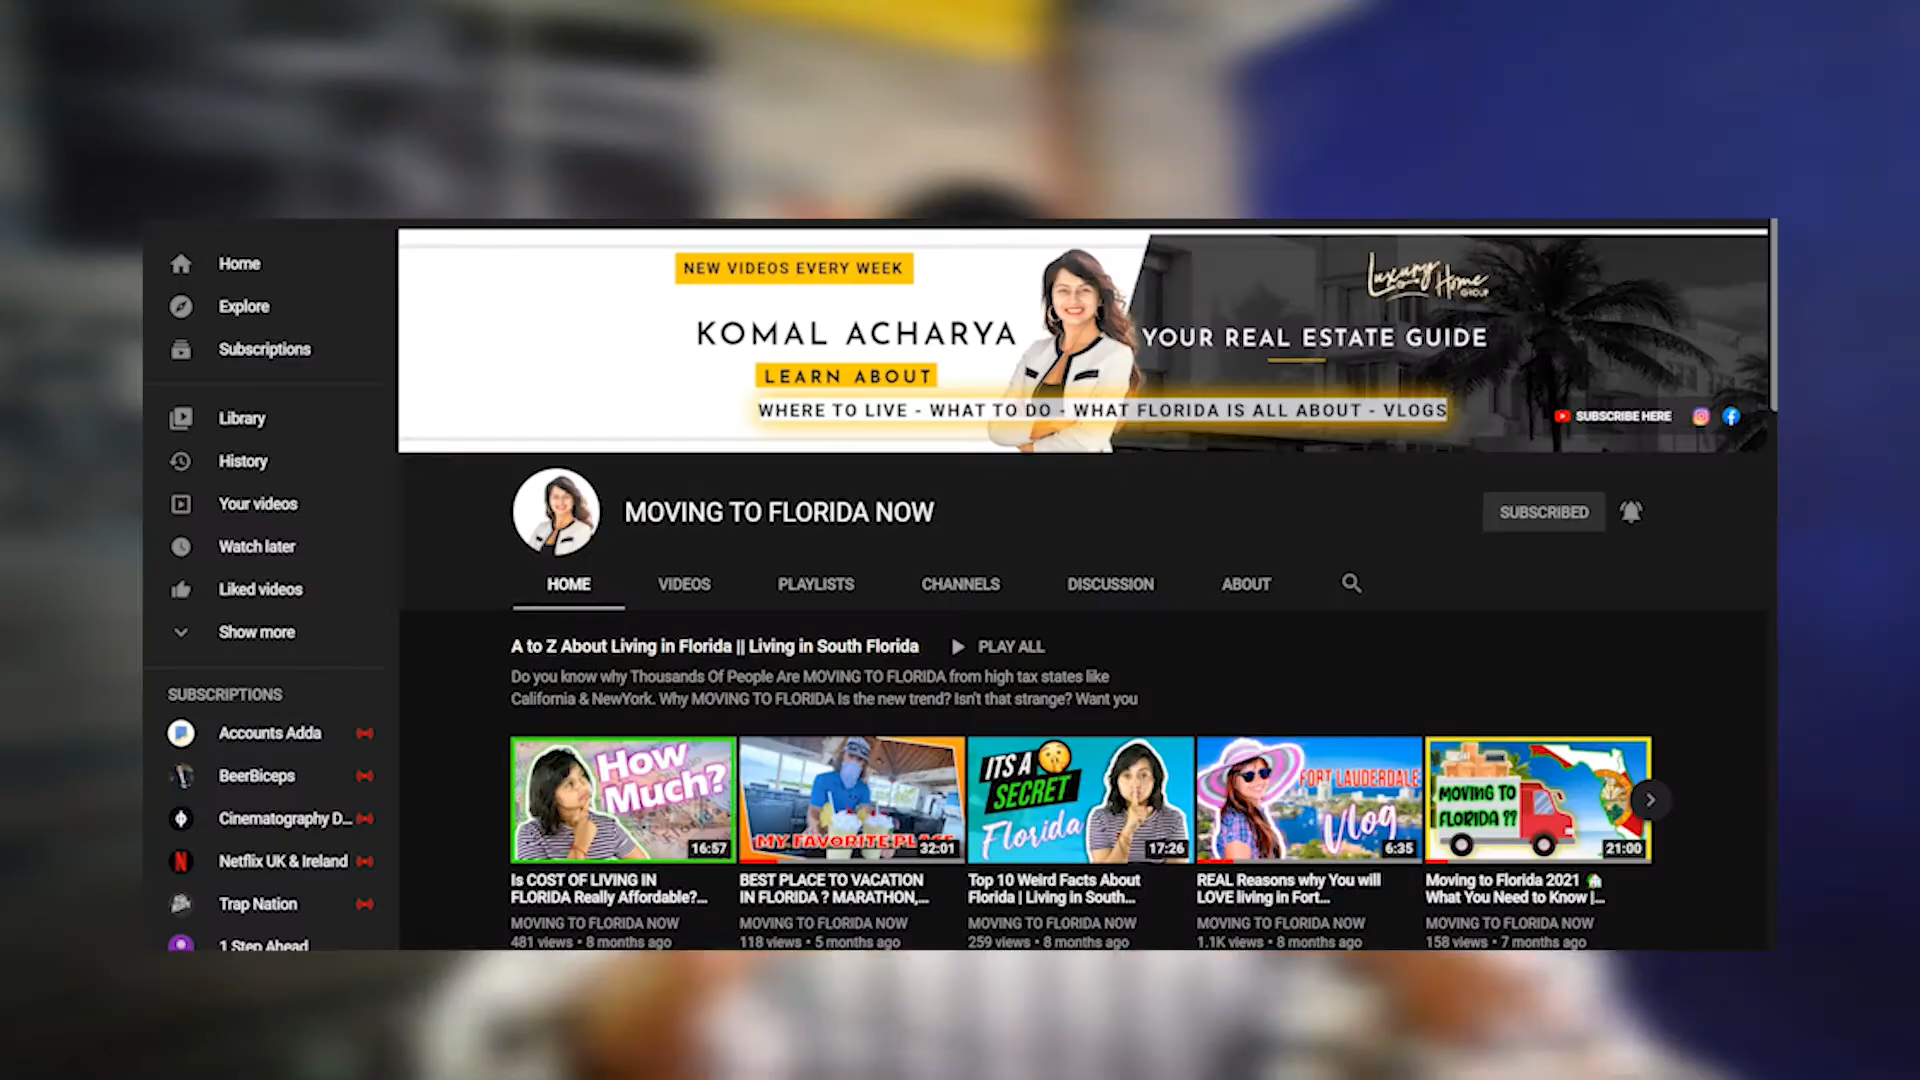 Home
Explore
Subscriptions
Library
History
Your videos
Watch later
Liked videos
Show more
SUBSCRIPTIONS
Accounts Adda
BeerBiceps
Cinematography D...
Netflix UK & Ireland
Trap Nation
1 Step Ahead
NEW VIDEOS EVERY WEEK
KOMAL ACHARYA
LEARN ABOUT
Luxury Home
GROUP
YOUR REAL ESTATE GUIDE
WHERE TO LIVE - WHAT TO DO - WHAT FLORIDA IS ALL ABOUT - VLOGS
SUBSCRIBE HERE
MOVING TO FLORIDA NOW
SUBSCRIBED
HOME VIDEOS PLAYLISTS CHANNELS DISCUSSION ABOUT
A to Z About Living in Florida || Living in South Florida
PLAY ALL
Do you know why Thousands Of People Are MOVING TO FLORIDA from high tax states like
California & NewYork. Why MOVING TO FLORIDA Is the new trend? Isn't that strange? Want you
How
Much?
16:57
Is COST OF LIVING IN
FLORIDA Really Affordable?...
MOVING TO FLORIDA NOW
481 views • 8 months ago
MY FAVORITE PLACE
32:01
BEST PLACE TO VACATION
IN FLORIDA ? MARATHON,...
MOVING TO FLORIDA NOW
118 views • 5 months ago
ITS A
SECRET
Florida
17:26
Top 10 Weird Facts About
Florida | Living in South...
MOVING TO FLORIDA NOW
259 views • 8 months ago
FORT LAUDERDALE
Vlog
6:35
REAL Reasons why You will
LOVE living in Fort...
MOVING TO FLORIDA NOW
1.1K views • 8 months ago
MOVING TO
FLORIDA ??
21:00
Moving to Florida 2021
What You Need to Know |...
MOVING TO FLORIDA NOW
158 views • 7 months ago